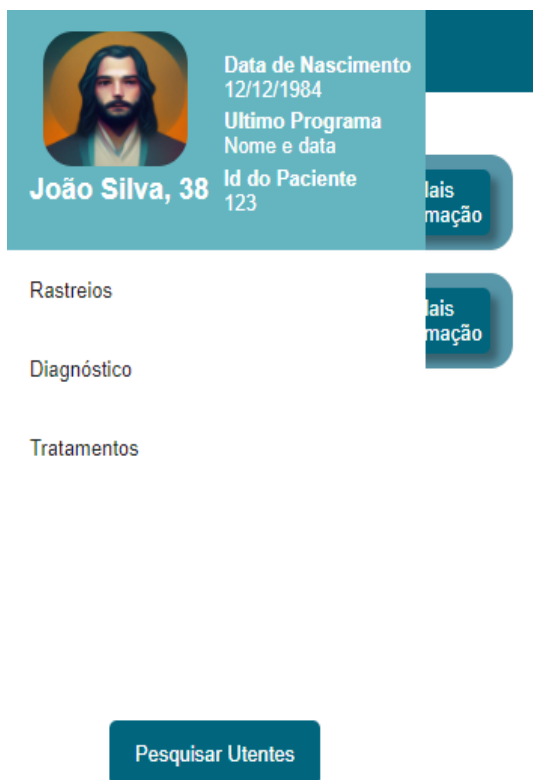 Data de Nascimento
12/12/1984
Ultimo Programa
Nome e data
João Silva, 38
Id do Paciente
123
Rastreios
Diagnóstico
Tratamentos
Pesquisar Utentes